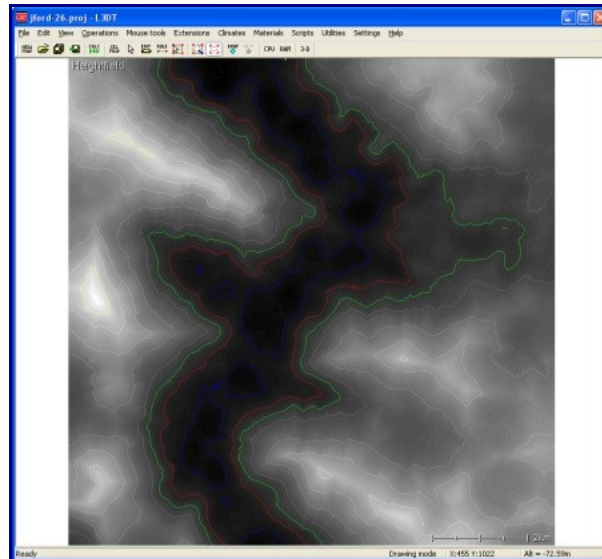 jford-26.proj - L3DT
File Edit View Operations Mouse tools Extensions Climates Materials Scripts Utilities Settings Help
CPU RAM 3-D
Heightfield
2km
Ready Drawing mode X:455 Y:1022 Alt = -72.59m